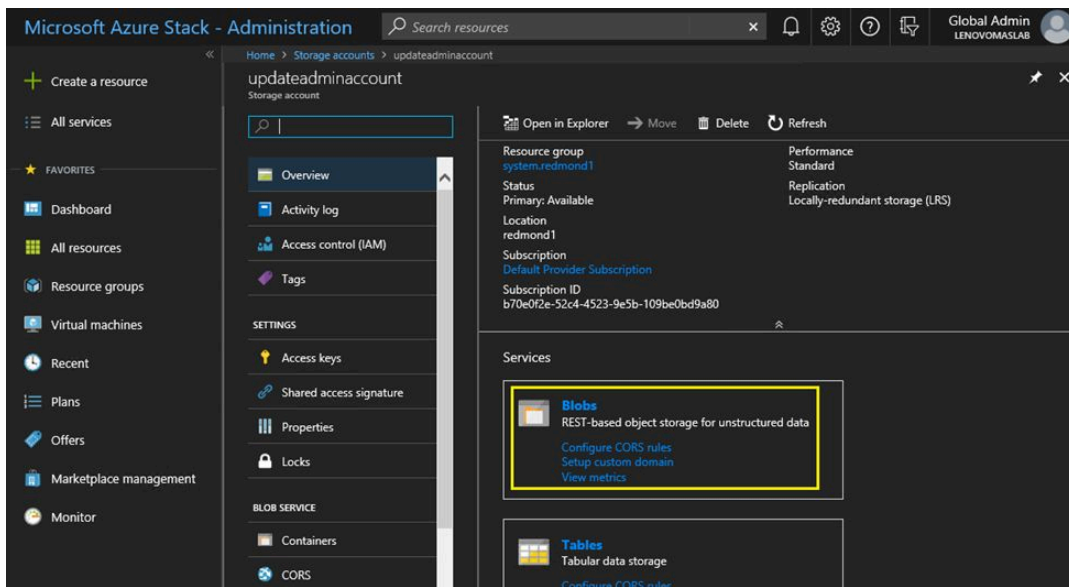 Microsoft Azure Stack - Administration
Search resources
Global Admin
LENOVOMASLAB
Home > Storage accounts > updateadminaccount
updateadminaccount
Storage account
Create a resource
All services
FAVORITES
Dashboard
All resources
Resource groups
Virtual machines
Recent
Plans
Offers
Marketplace management
Monitor
Overview
Activity log
Access control (IAM)
Tags
SETTINGS
Access keys
Shared access signature
Properties
Locks
BLOB SERVICE
Containers
CORS
Open in Explorer
Move
Delete
Refresh
Resource group
system.redmond1
Status
Primary: Available
Location
redmond1
Subscription
Default Provider Subscription
Subscription ID
b70e0f2e-52c4-4523-9e5b-109be0bd9a80
Performance
Standard
Replication
Locally-redundant storage (LRS)
Services
Blobs
REST-based object storage for unstructured data
Configure CORS rules
Setup custom domain
View metrics
Tables
Tabular data storage
Configure CORS rules